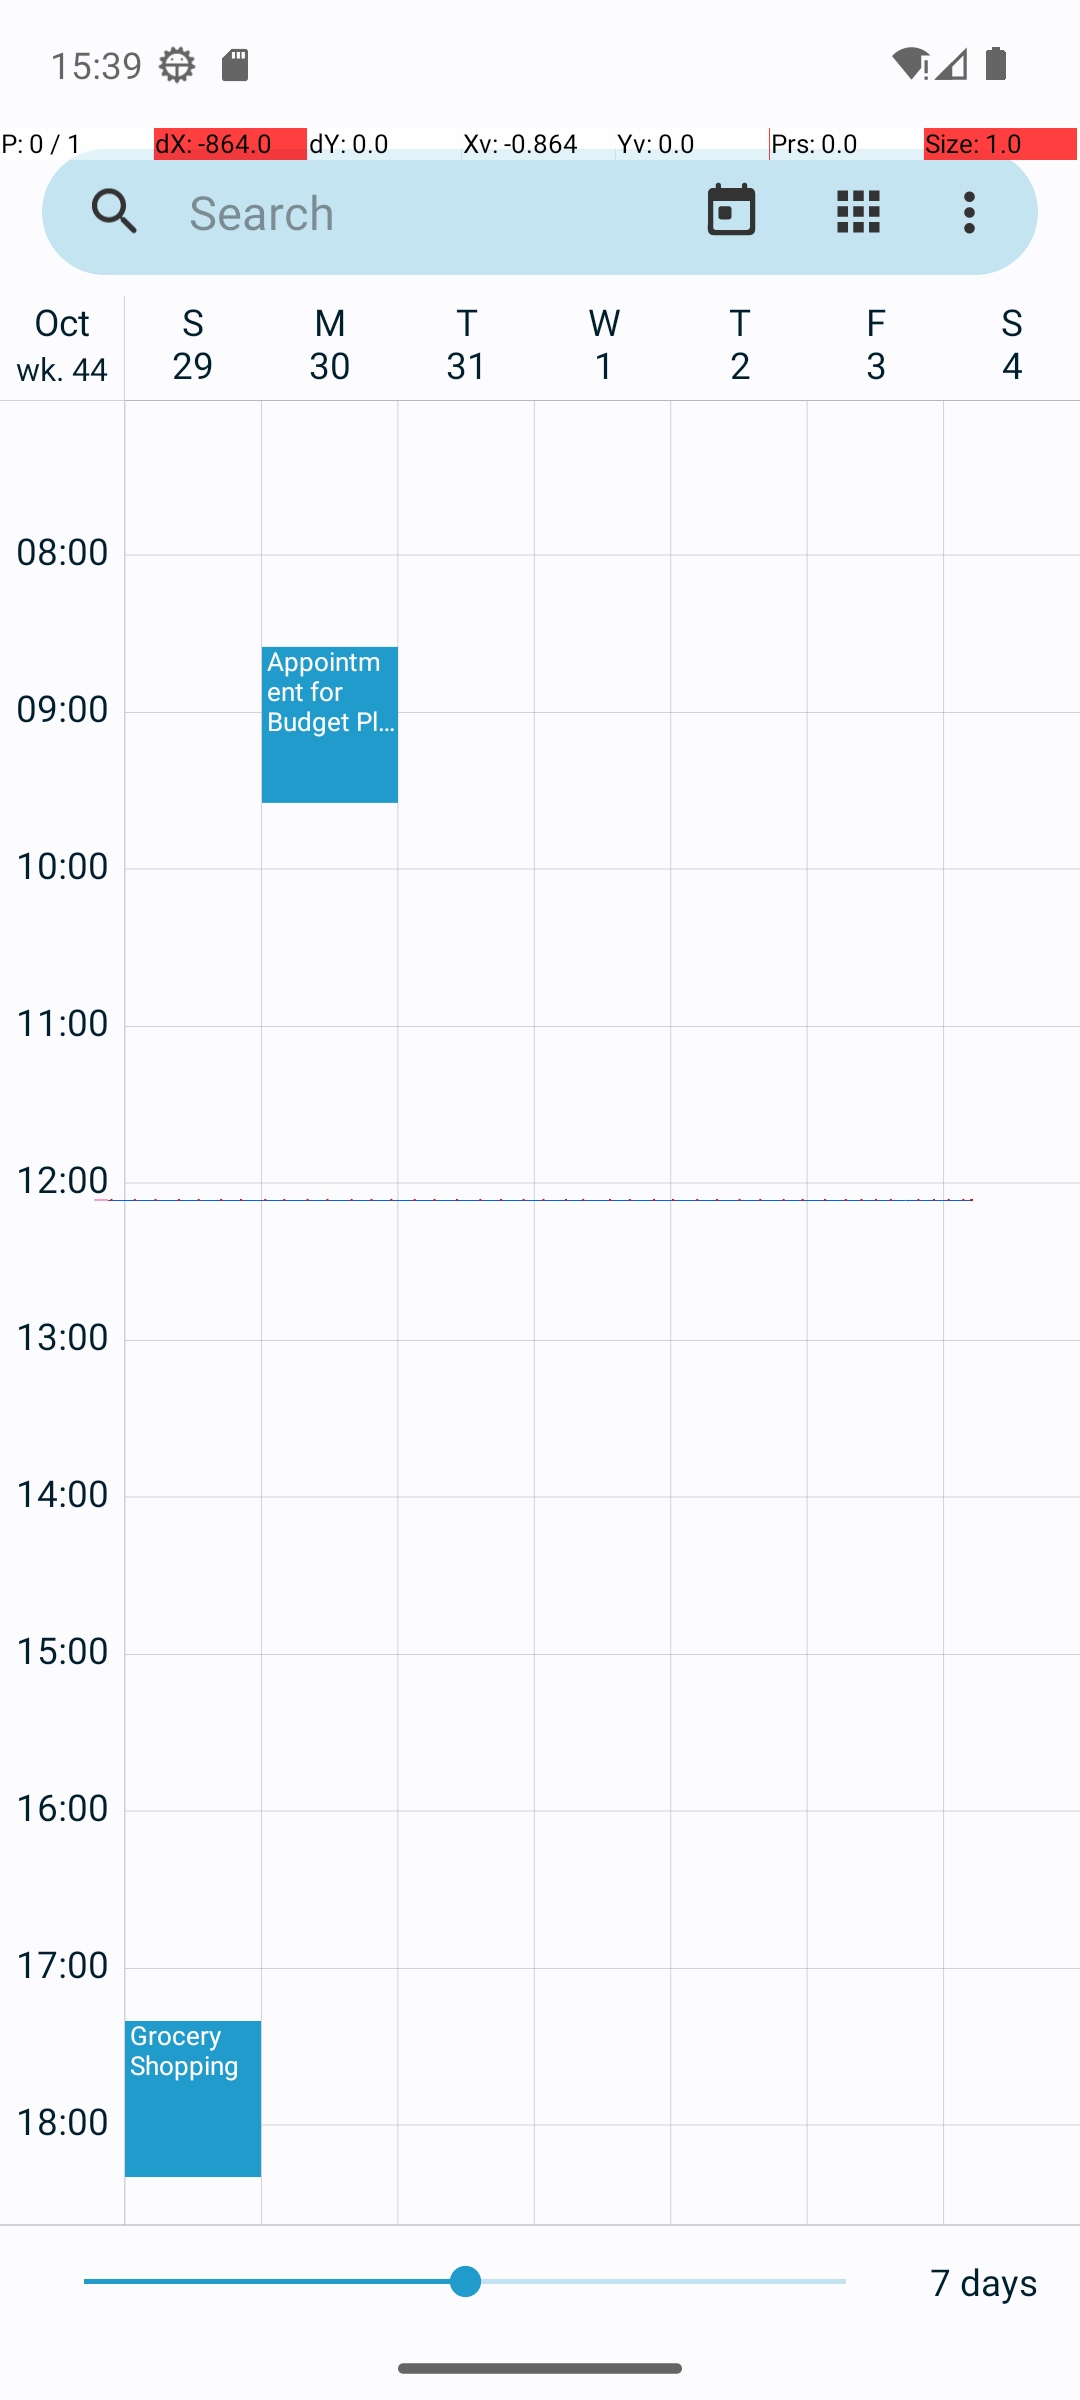 15:39
P: 0 / 1 dX: -864.0 dY: 0.0 Xv: -0.864 Yv: 0.0 Prs: 0.0 Size: 1.0
Search
Oct S M T W T F S
wk. 44 29 30 31 1 2 3 4
08:00
Appointm
ent for
Budget Pl...
09:00
10:00
11:00
12:00
13:00
14:00
15:00
16:00
17:00
Grocery
Shopping
18:00
7 days